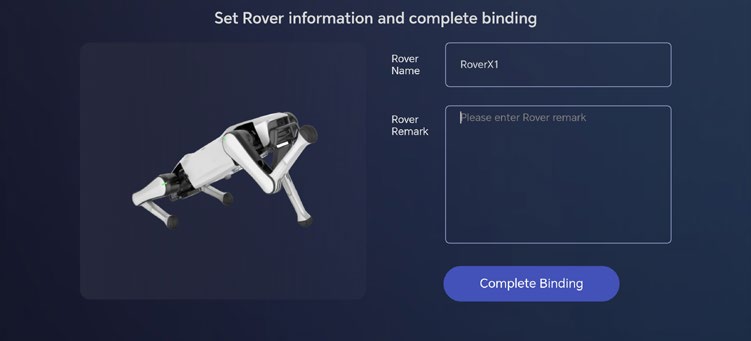 Set Rover information and complete binding
Rover
Name
RoverX1
Rover
Remark
Please enter Rover remark
Complete Binding